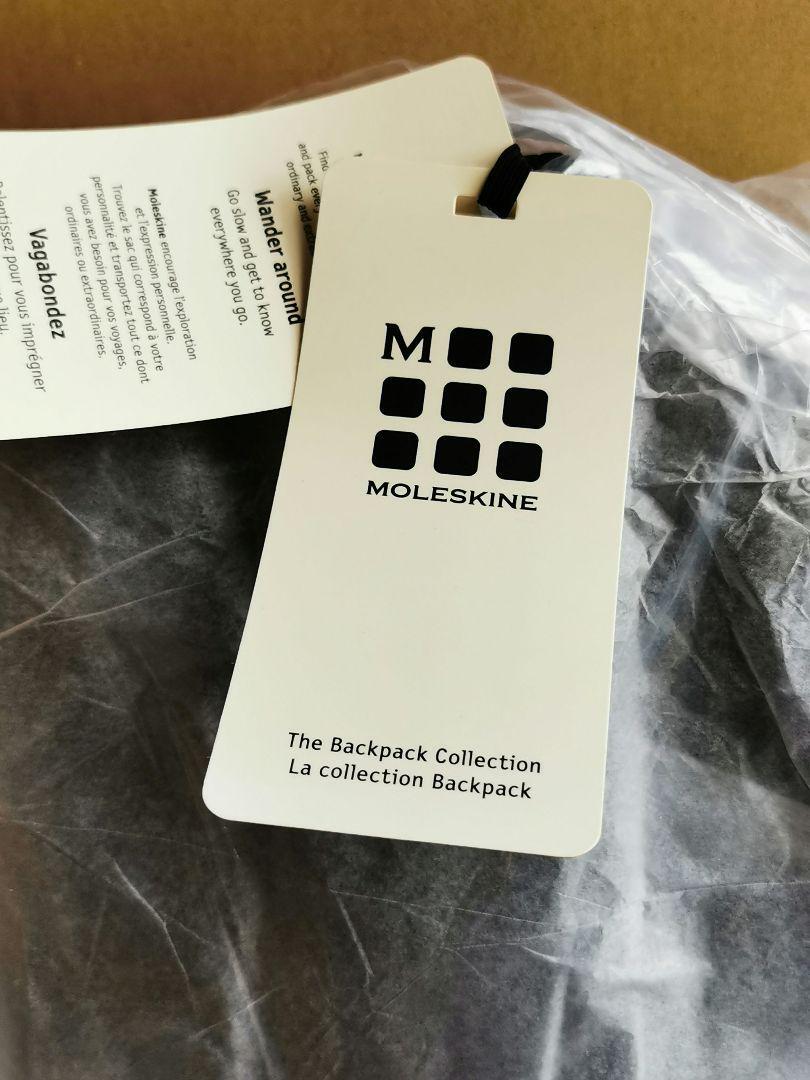 M
MOLESKINE
The Backpack Collection
La collection Backpack
and pack every
ordinary and
Wander around
Go slow and get to know
everywhere you go.
Moleskine encourage l'exploration
et l'expression personnelle.
Trouvez le sac qui correspond à votre
personnalité et transportez tout ce dont
vous avez besoin pour vos voyages,
ordinaires ou extraordinaires.
Vagabondez
Ralentissez pour vous imprégner
lieu.